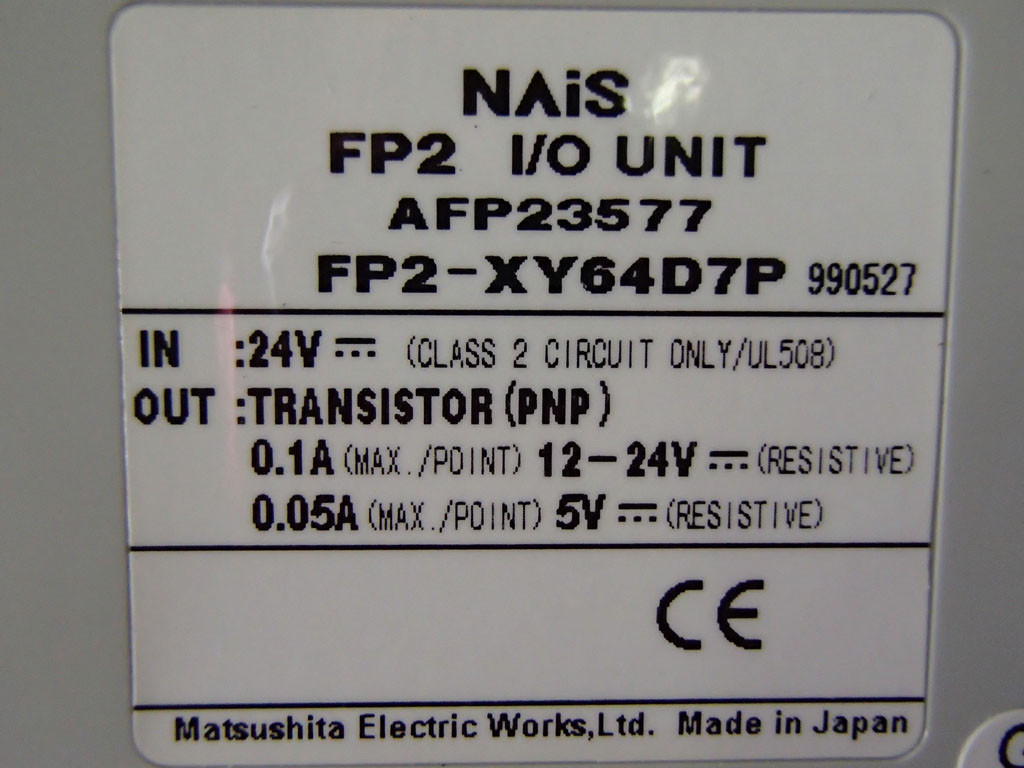 NAiS
FP2 I/O UNIT
AFP23577
FP2-XY64D7P 990527
IN :24V ⎓ (CLASS 2 CIRCUIT ONLY/UL508)
OUT :TRANSISTOR(PNP)
0.1A(MAX./POINT) 12-24V ⎓(RESISTIVE)
0.05A(MAX./POINT) 5V ⎓(RESISTIVE)
CE
Matsushita Electric Works,Ltd. Made in Japan